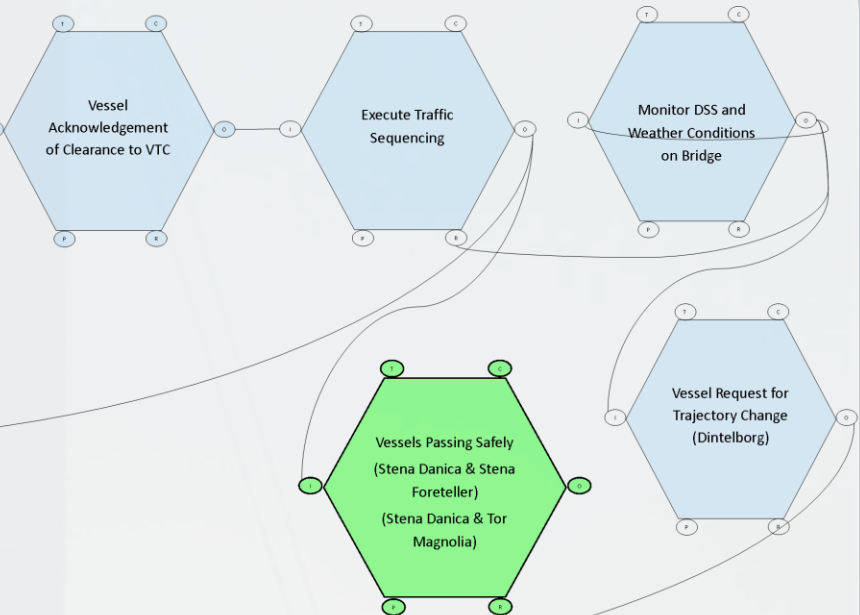 T
C
Vessel
Acknowledgement
of Clearance to VTC
O
P
R
T
C
I
Execute Traffic
Sequencing
O
P
R
T
C
I
Monitor DSS and
Weather Conditions
on Bridge
O
P
R
T
C
I
Vessels Passing Safely
(Stena Danica & Stena
Foreteller)
(Stena Danica & Tor
Magnolia)
O
P
R
T
C
I
Vessel Request for
Trajectory Change
(Dintelborg)
O
P
R